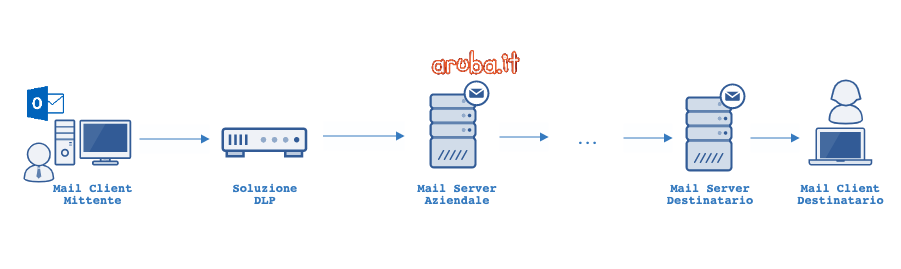 aruba.it
O
Mail Client
Mittente
Soluzione
DLP
Mail Server
Aziendale
...
Mail Server
Destinatario
Mail Client
Destinatario